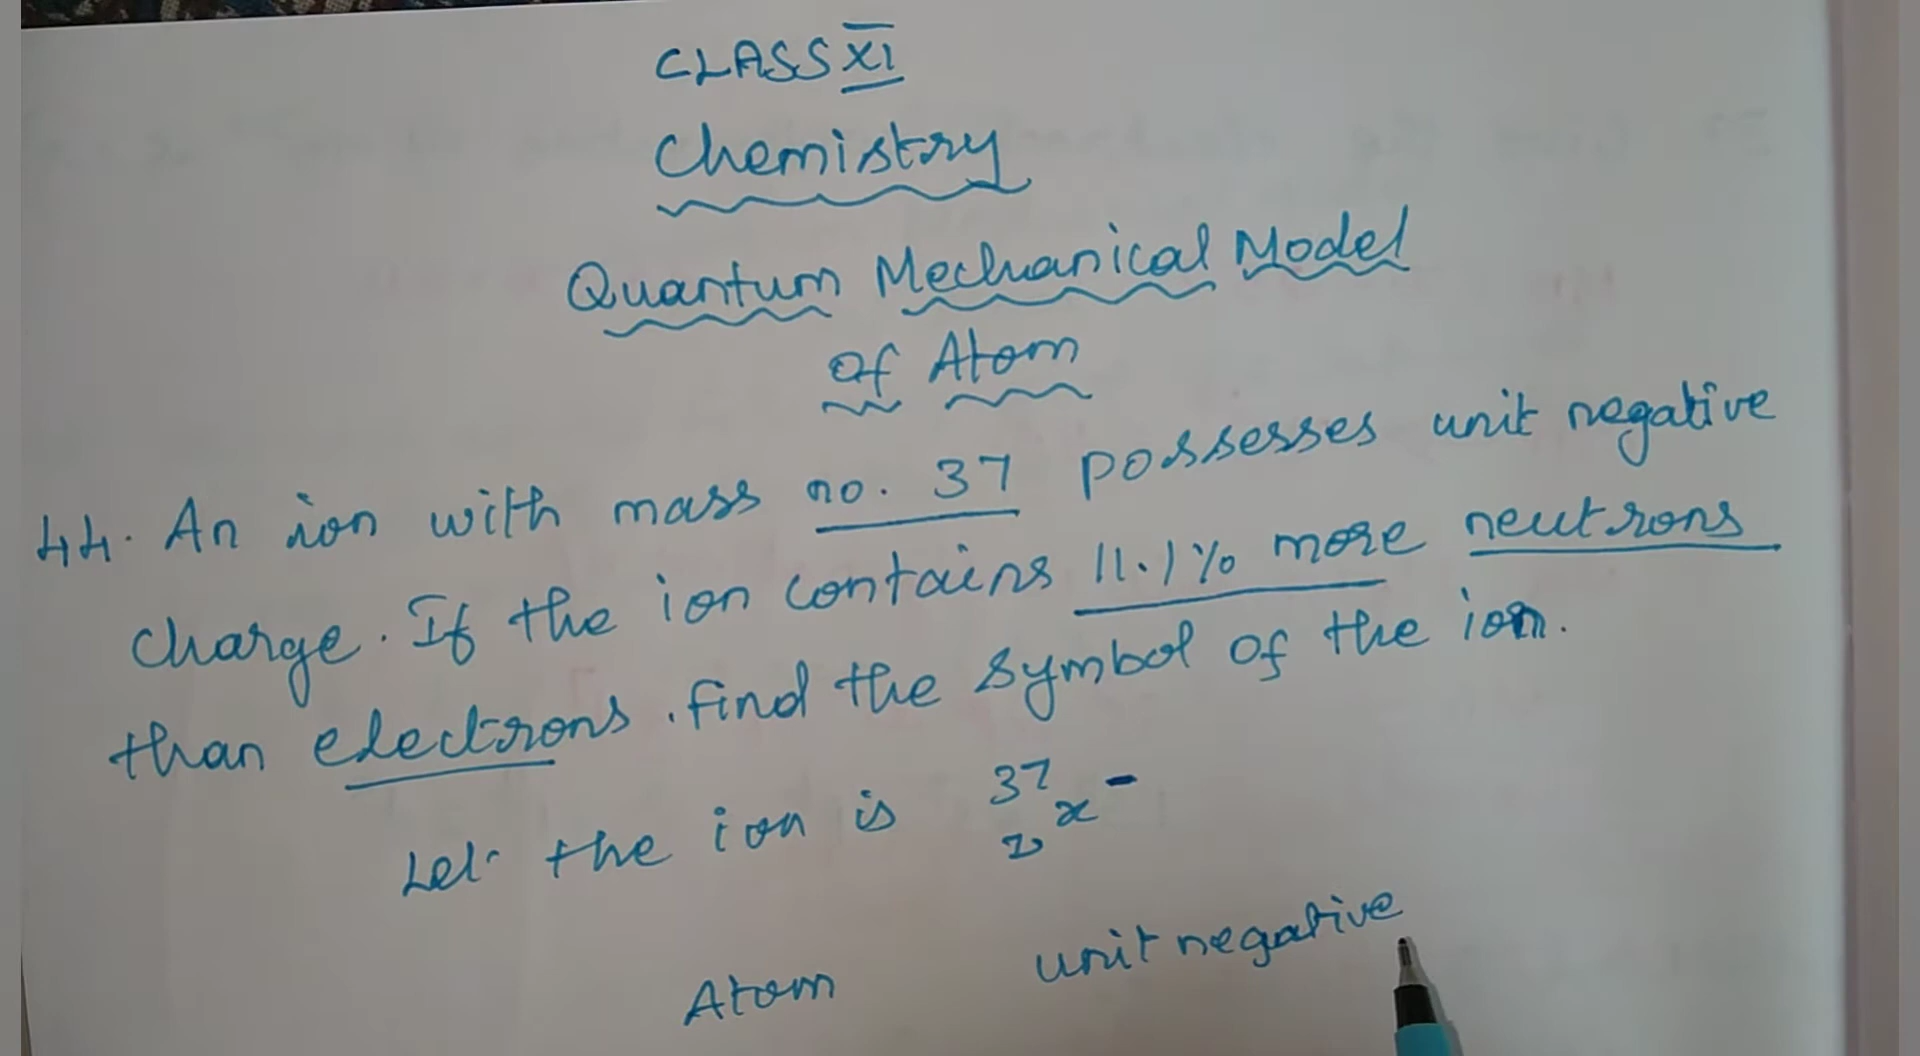 CLASS XI
Chemistry
Quantum Mechanical Model
Of Atom
44. An ion with mass no. 37 possesses unit negative
charge. If the ion contains 11.1% more neutrons
than electrons. find the symbol of the ion.
Let the ion is ³⁷zx⁻
Atom unit negative